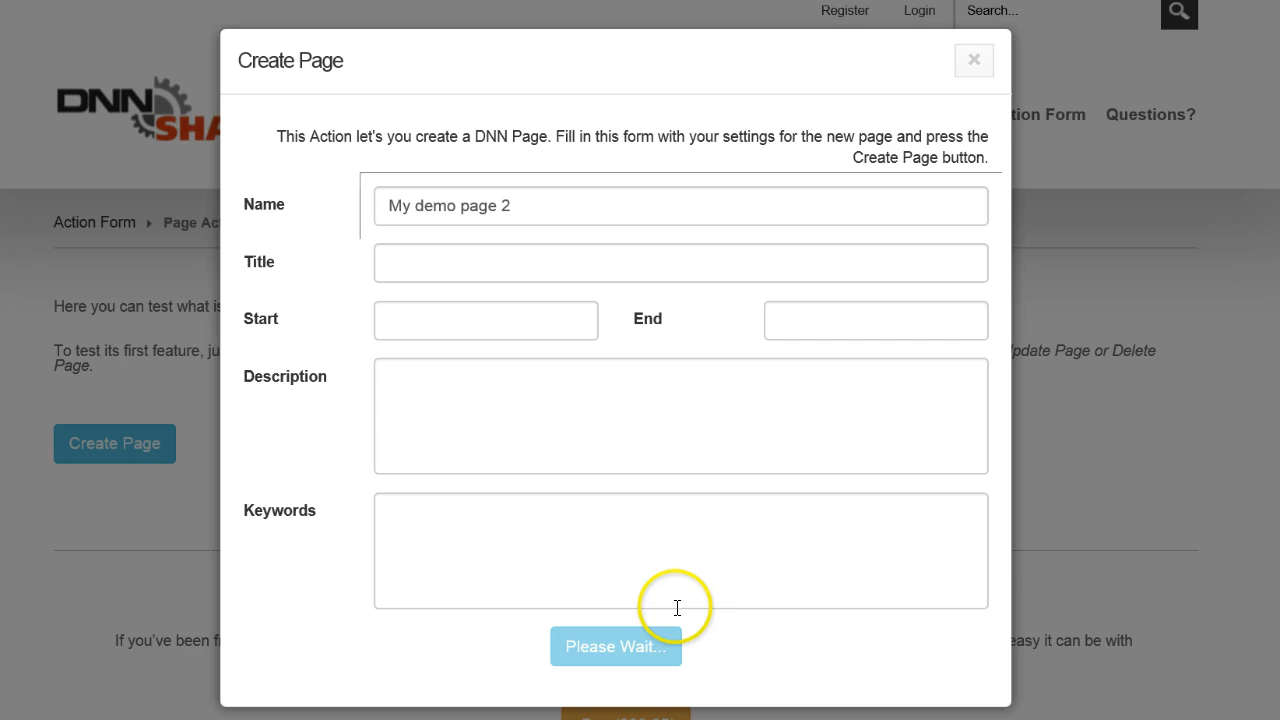 Register Login Search...
Create Page ×
DNN
SHA
tion Form Questions?
This Action let's you create a DNN Page. Fill in this form with your settings for the new page and press the
Create Page button.
Name My demo page 2
Action Form Page Ac
Title
Here you can test what is
Start End
To test its first feature, ju pdate Page or Delete
Page.
Description
Create Page
Keywords
If you've been f easy it can be with
Please Wait...